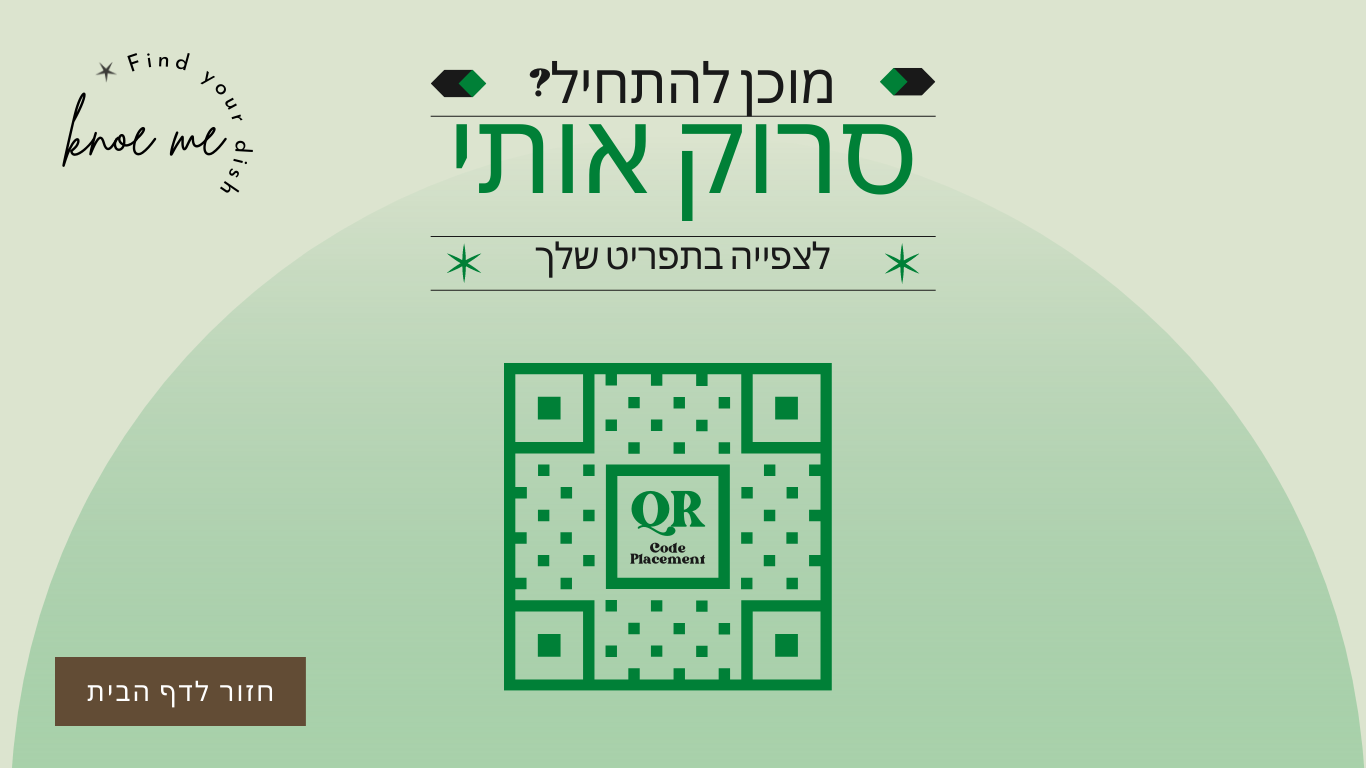 Find your dish
knoe me
מוכן להתחיל?
סרוק אותי
לצפייה בתפריט שלך
QR
Code
Placement
חזור לדף הבית